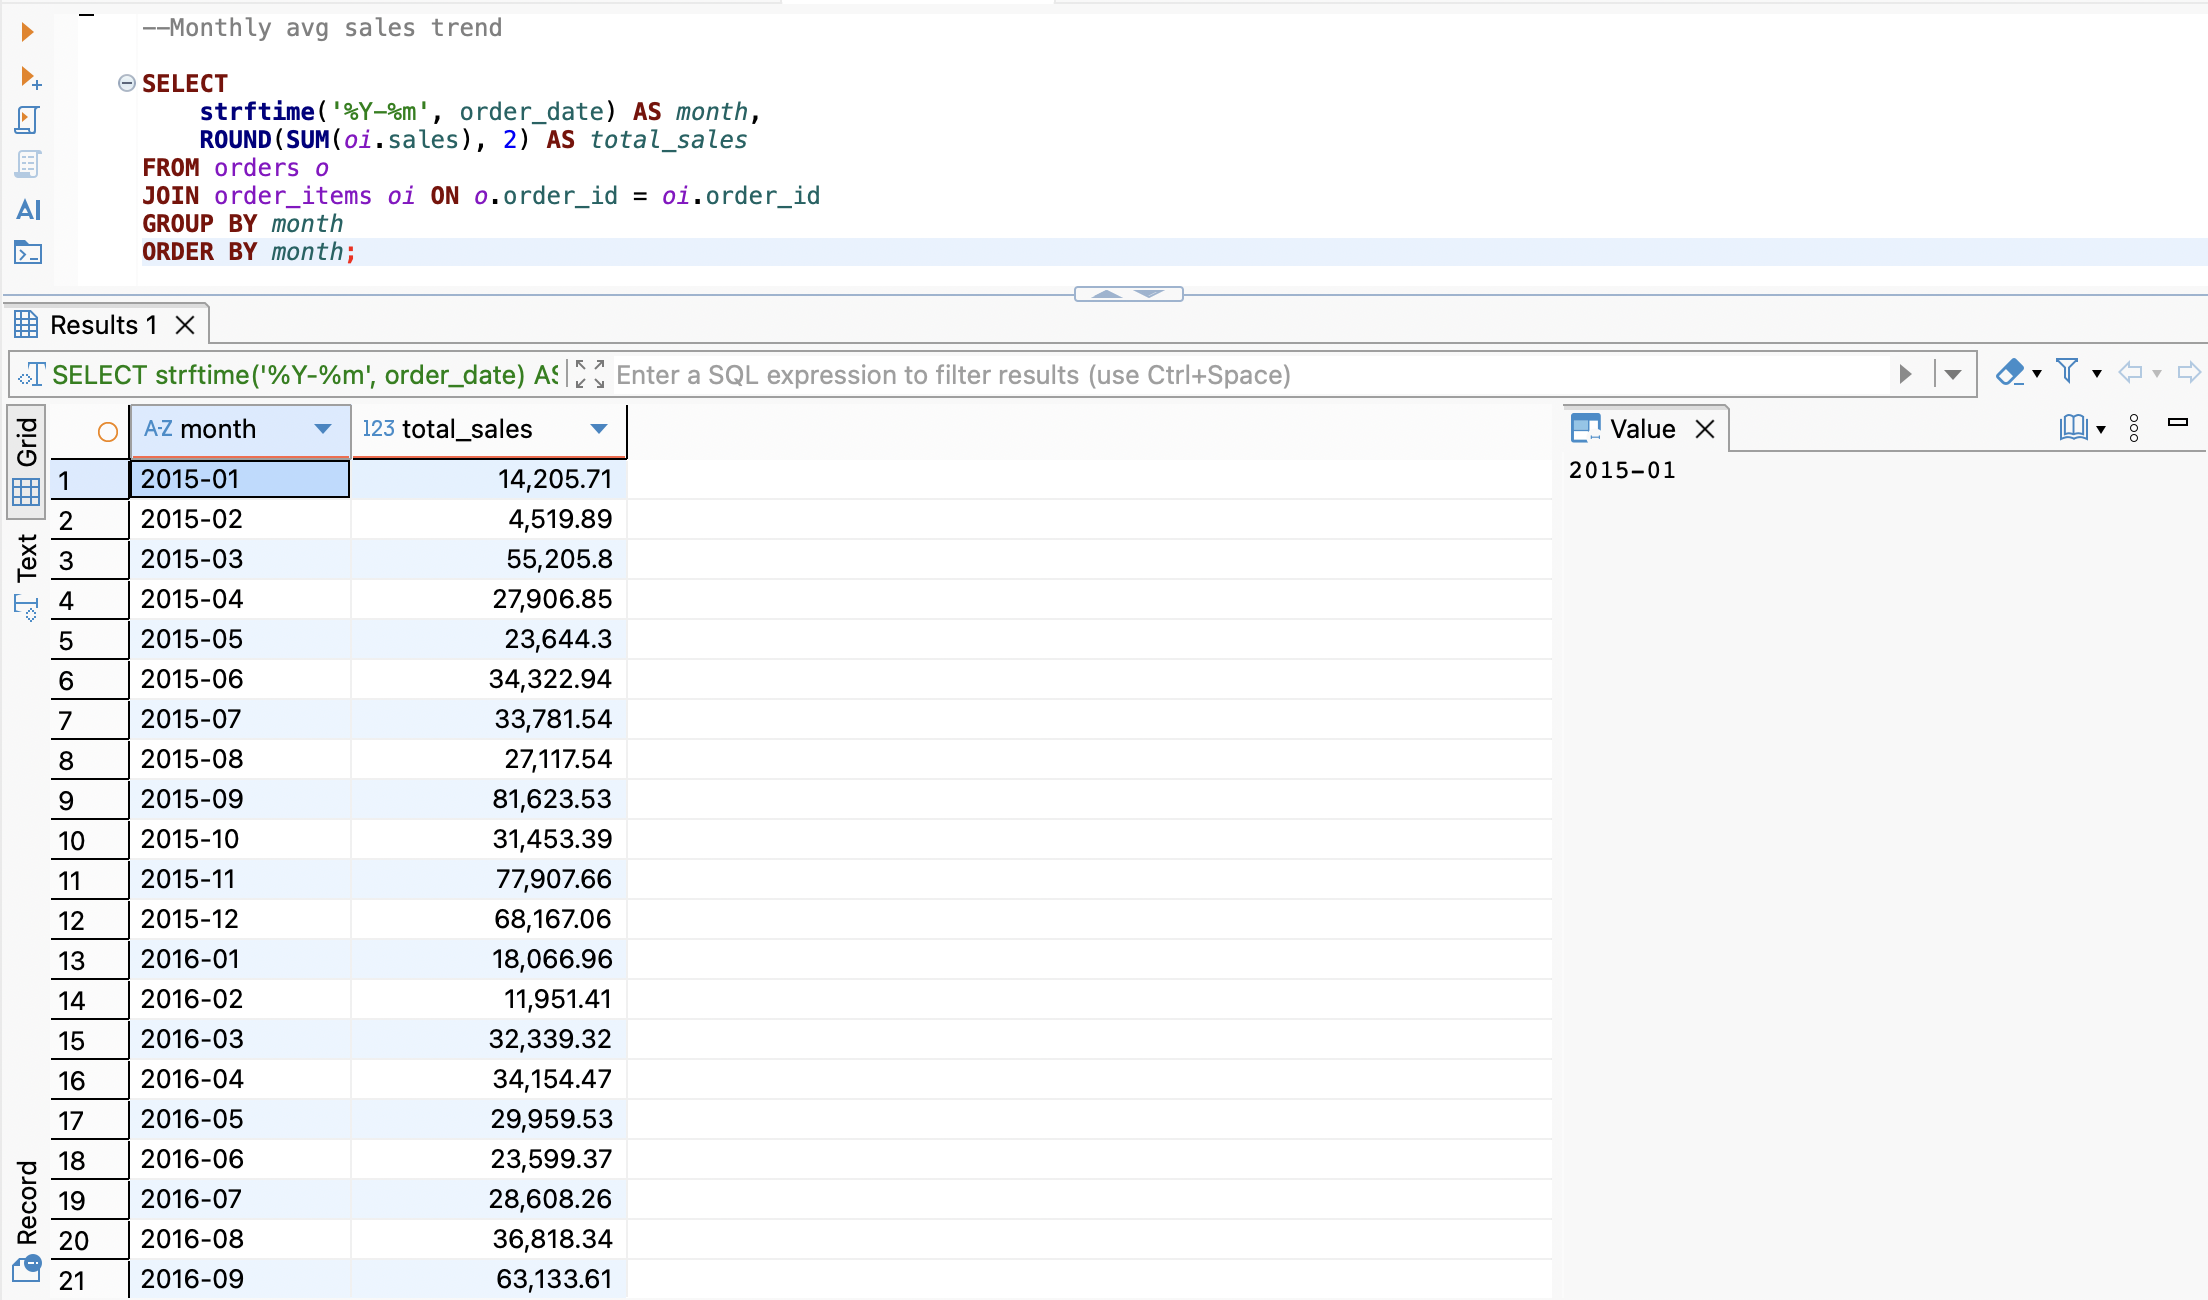 --Monthly avg sales trend
SELECT
strftime('%Y-%m', order_date) AS month,
ROUND(SUM(oi.sales), 2) AS total_sales
FROM orders o
JOIN order_items oi ON o.order_id = oi.order_id
GROUP BY month
ORDER BY month;
AI
Results 1
SELECT strftime('%Y-%m', order_date) AS
Enter a SQL expression to filter results (use Ctrl+Space)
Grid
Text
Record
A-Z month 123 total_sales
1 2015-01 14,205.71
2 2015-02 4,519.89
3 2015-03 55,205.8
4 2015-04 27,906.85
5 2015-05 23,644.3
6 2015-06 34,322.94
7 2015-07 33,781.54
8 2015-08 27,117.54
9 2015-09 81,623.53
10 2015-10 31,453.39
11 2015-11 77,907.66
12 2015-12 68,167.06
13 2016-01 18,066.96
14 2016-02 11,951.41
15 2016-03 32,339.32
16 2016-04 34,154.47
17 2016-05 29,959.53
18 2016-06 23,599.37
19 2016-07 28,608.26
20 2016-08 36,818.34
21 2016-09 63,133.61
Value
2015-01